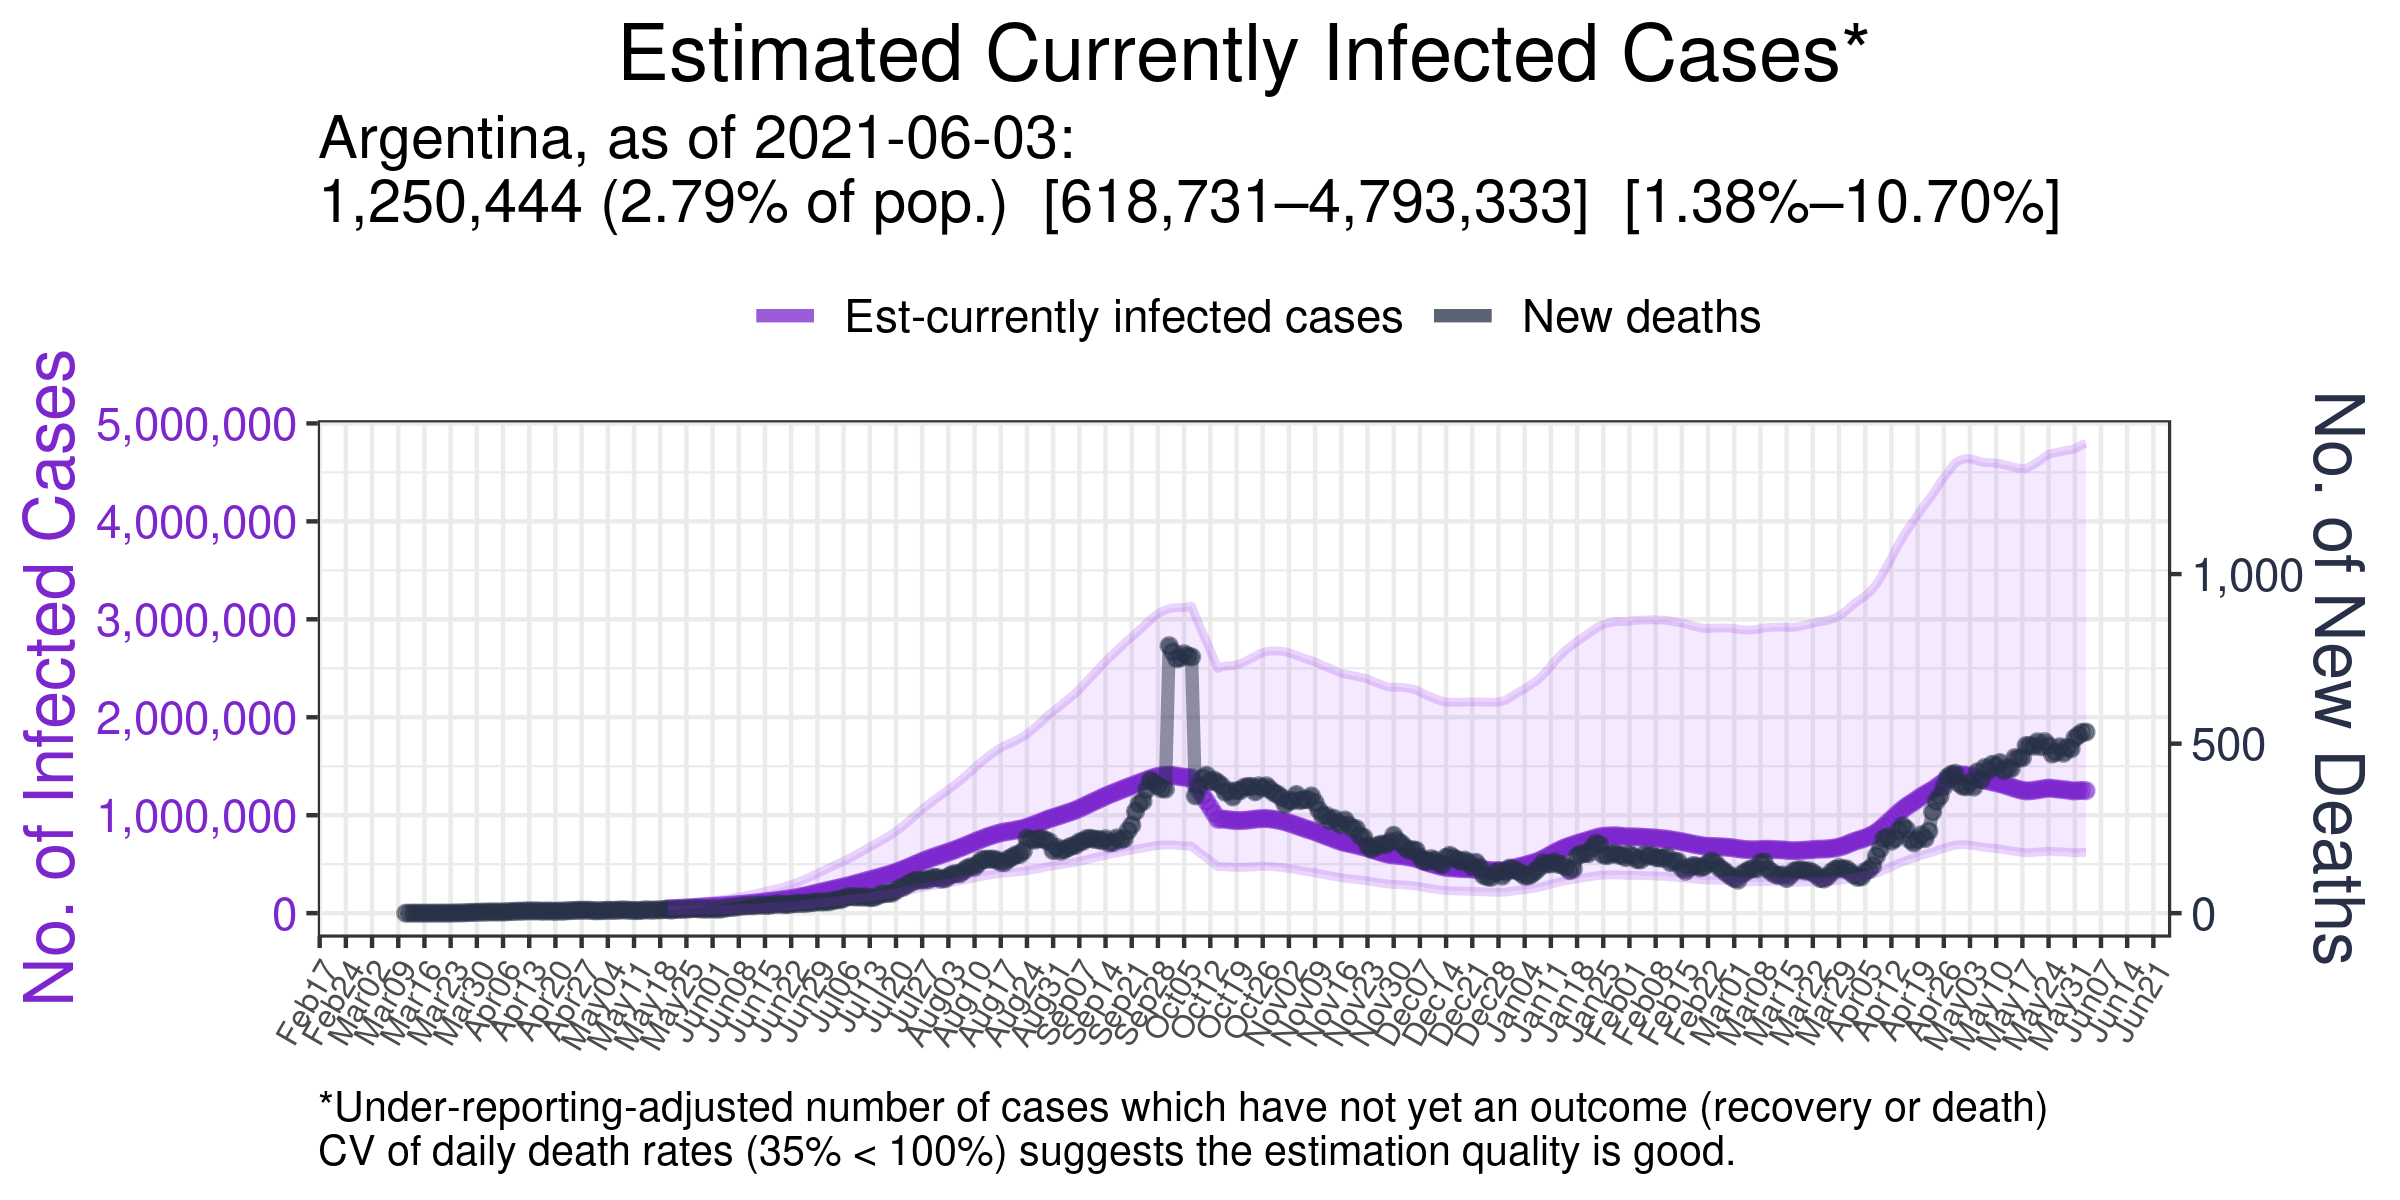 Estimated Currently Infected Cases*
Argentina, as of 2021-06-03:
1,250,444 (2.79% of pop.) [618,731–4,793,333] [1.38%–10.70%]
Est-currently infected cases
New deaths
No. of Infected Cases
5,000,000
4,000,000
3,000,000
2,000,000
1,000,000
0
1,000
500
0
No. of New Deaths
Feb17
Feb24
Mar02
Mar09
Mar16
Mar23
Mar30
Apr06
Apr13
Apr20
Apr27
May04
May11
May18
May25
Jun01
Jun08
Jun15
Jun22
Jun29
Jul06
Jul13
Jul20
Jul27
Aug03
Aug10
Aug17
Aug24
Aug31
Sep07
Sep14
Sep21
Sep28
Oct05
Oct12
Oct19
Oct26
Nov02
Nov09
Nov16
Nov23
Nov30
Dec07
Dec14
Dec21
Dec28
Jan04
Jan11
Jan18
Jan25
Feb01
Feb08
Feb15
Feb22
Mar01
Mar08
Mar15
Mar22
Mar29
Apr05
Apr12
Apr19
Apr26
May03
May10
May17
May24
May31
Jun07
Jun14
Jun21
*Under-reporting-adjusted number of cases which have not yet an outcome (recovery or death)
CV of daily death rates (35% < 100%) suggests the estimation quality is good.